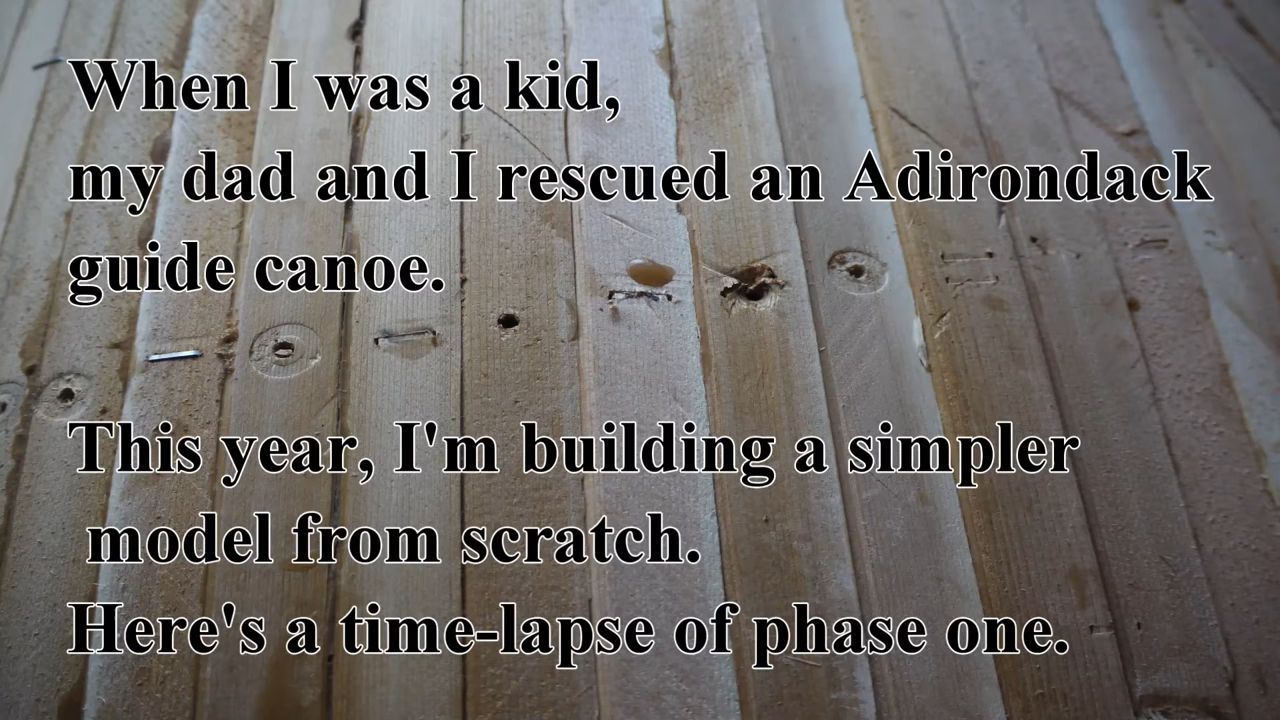 When I was a kid,
my dad and I rescued an Adirondack
guide canoe.
This year, I'm building a simpler
model from scratch.
Here's a time-lapse of phase one.